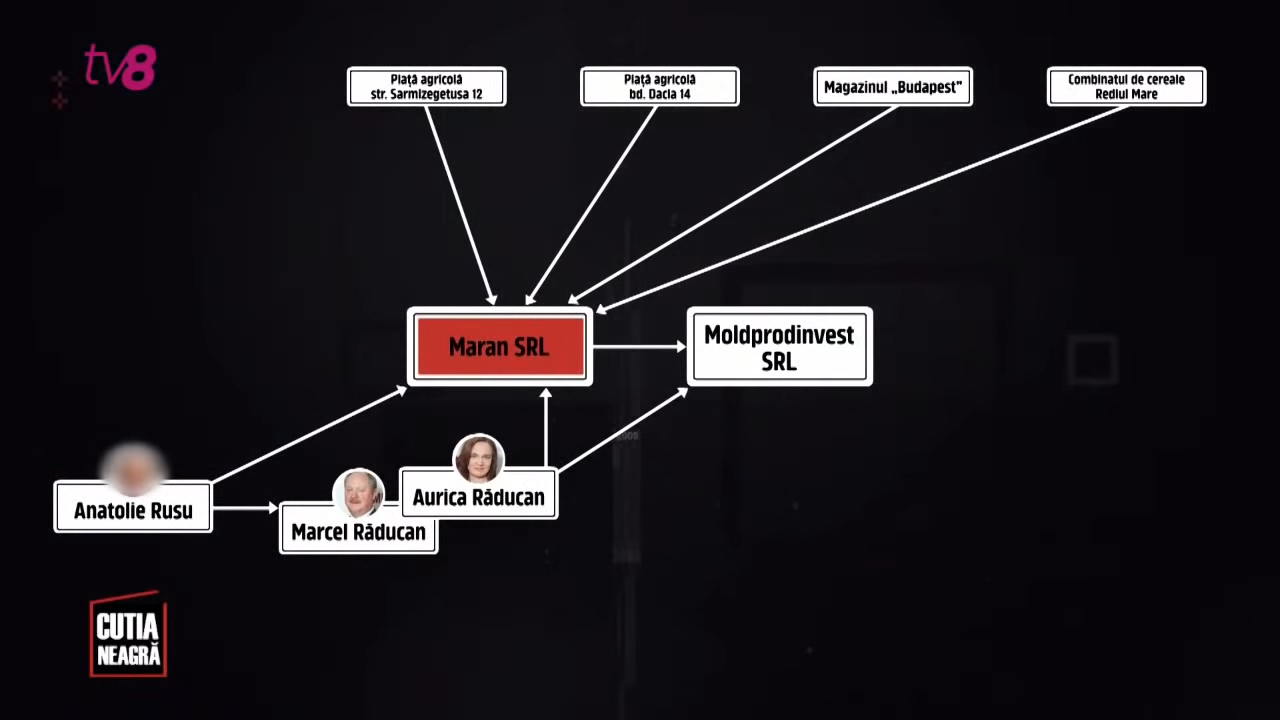 tv8
Piață agricolă
str. Sarmizegetusa 12
Piață agricolă
bd. Dacia 14
Magazinul „Budapest”
Combinatul de cereale
Rediul Mare
Maran SRL
Moldprodinvest
SRL
Anatolie Rusu
Marcel Răducan
Aurica Răducan
CUTIA
NEAGRĂ